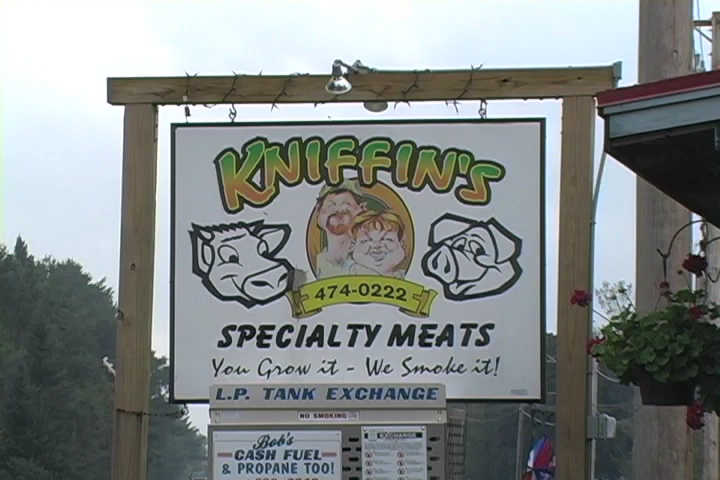 KNIFFIN'S
474-0222
SPECIALTY MEATS
You Grow it - We Smoke it!
L.P. TANK EXCHANGE
NO SMOKING
Bob's
CASH FUEL
& PROPANE TOO!
EXCHANGE